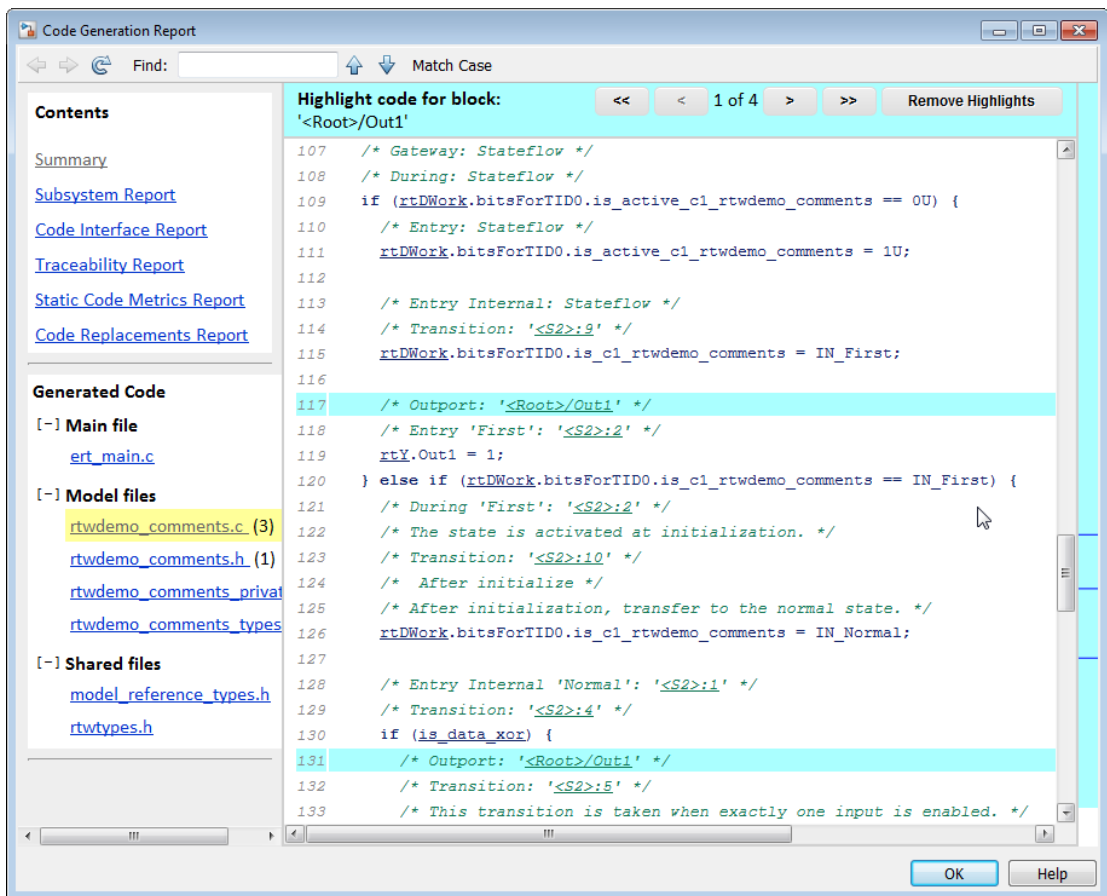 Code Generation Report
Find:
Match Case
Contents
Summary
Subsystem Report
Code Interface Report
Traceability Report
Static Code Metrics Report
Code Replacements Report
Generated Code
[-] Main file
ert_main.c
[-] Model files
rtwdemo_comments.c (3)
rtwdemo_comments.h (1)
rtwdemo_comments_privat
rtwdemo_comments_types
[-] Shared files
model_reference_types.h
rtwtypes.h
Highlight code for block:
'<Root>/Out1'
<< < 1 of 4 > >> Remove Highlights
107 /* Gateway: Stateflow */
108 /* During: Stateflow */
109 if (rtDWork.bitsForTID0.is_active_c1_rtwdemo_comments == 0U) {
110 /* Entry: Stateflow */
111 rtDWork.bitsForTID0.is_active_c1_rtwdemo_comments = 1U;
112
113 /* Entry Internal: Stateflow */
114 /* Transition: '<S2>:9' */
115 rtDWork.bitsForTID0.is_c1_rtwdemo_comments = IN_First;
116
117 /* Outport: '<Root>/Out1' */
118 /* Entry 'First': '<S2>:2' */
119 rtY.Out1 = 1;
120 } else if (rtDWork.bitsForTID0.is_c1_rtwdemo_comments == IN_First) {
121 /* During 'First': '<S2>:2' */
122 /* The state is activated at initialization. */
123 /* Transition: '<S2>:10' */
124 /*  After initialize */
125 /* After initialization, transfer to the normal state. */
126 rtDWork.bitsForTID0.is_c1_rtwdemo_comments = IN_Normal;
127
128 /* Entry Internal 'Normal': '<S2>:1' */
129 /* Transition: '<S2>:4' */
130 if (is_data_xor) {
131 /* Outport: '<Root>/Out1' */
132 /* Transition: '<S2>:5' */
133 /* This transition is taken when exactly one input is enabled. */
OK
Help